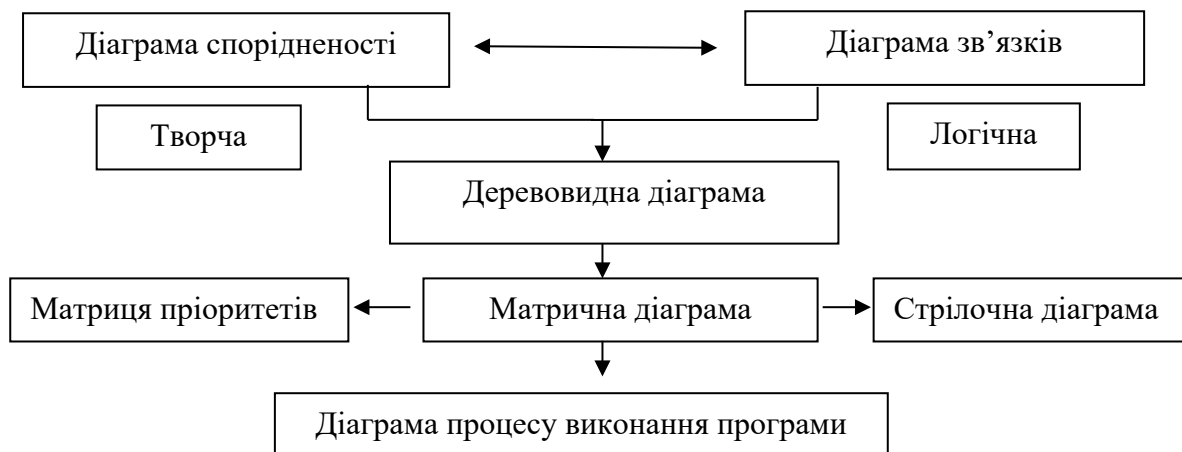 Діаграма спорідненості
Діаграма зв’язків
Творча
Логічна
Деревовидна діаграма
Матриця пріоритетів
Матрична діаграма
Стрілочна діаграма
Діаграма процесу виконання програми